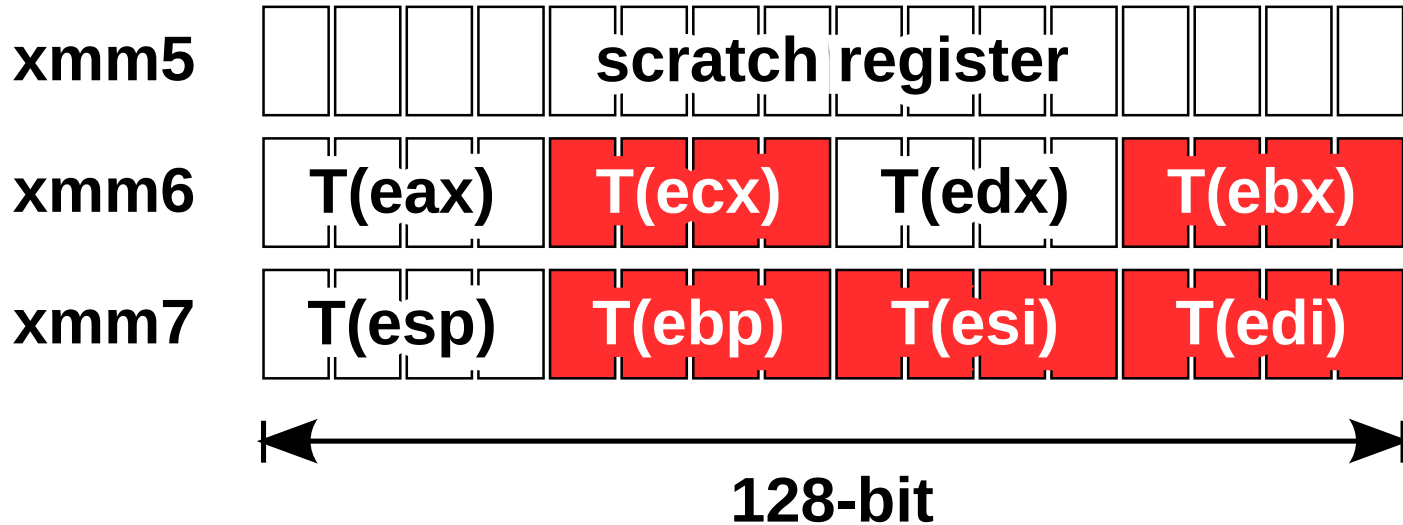 xmm5 scratch register
xmm6 T(eax) T(ecx) T(edx) T(ebx)
xmm7 T(esp) T(ebp) T(esi) T(edi)
128-bit